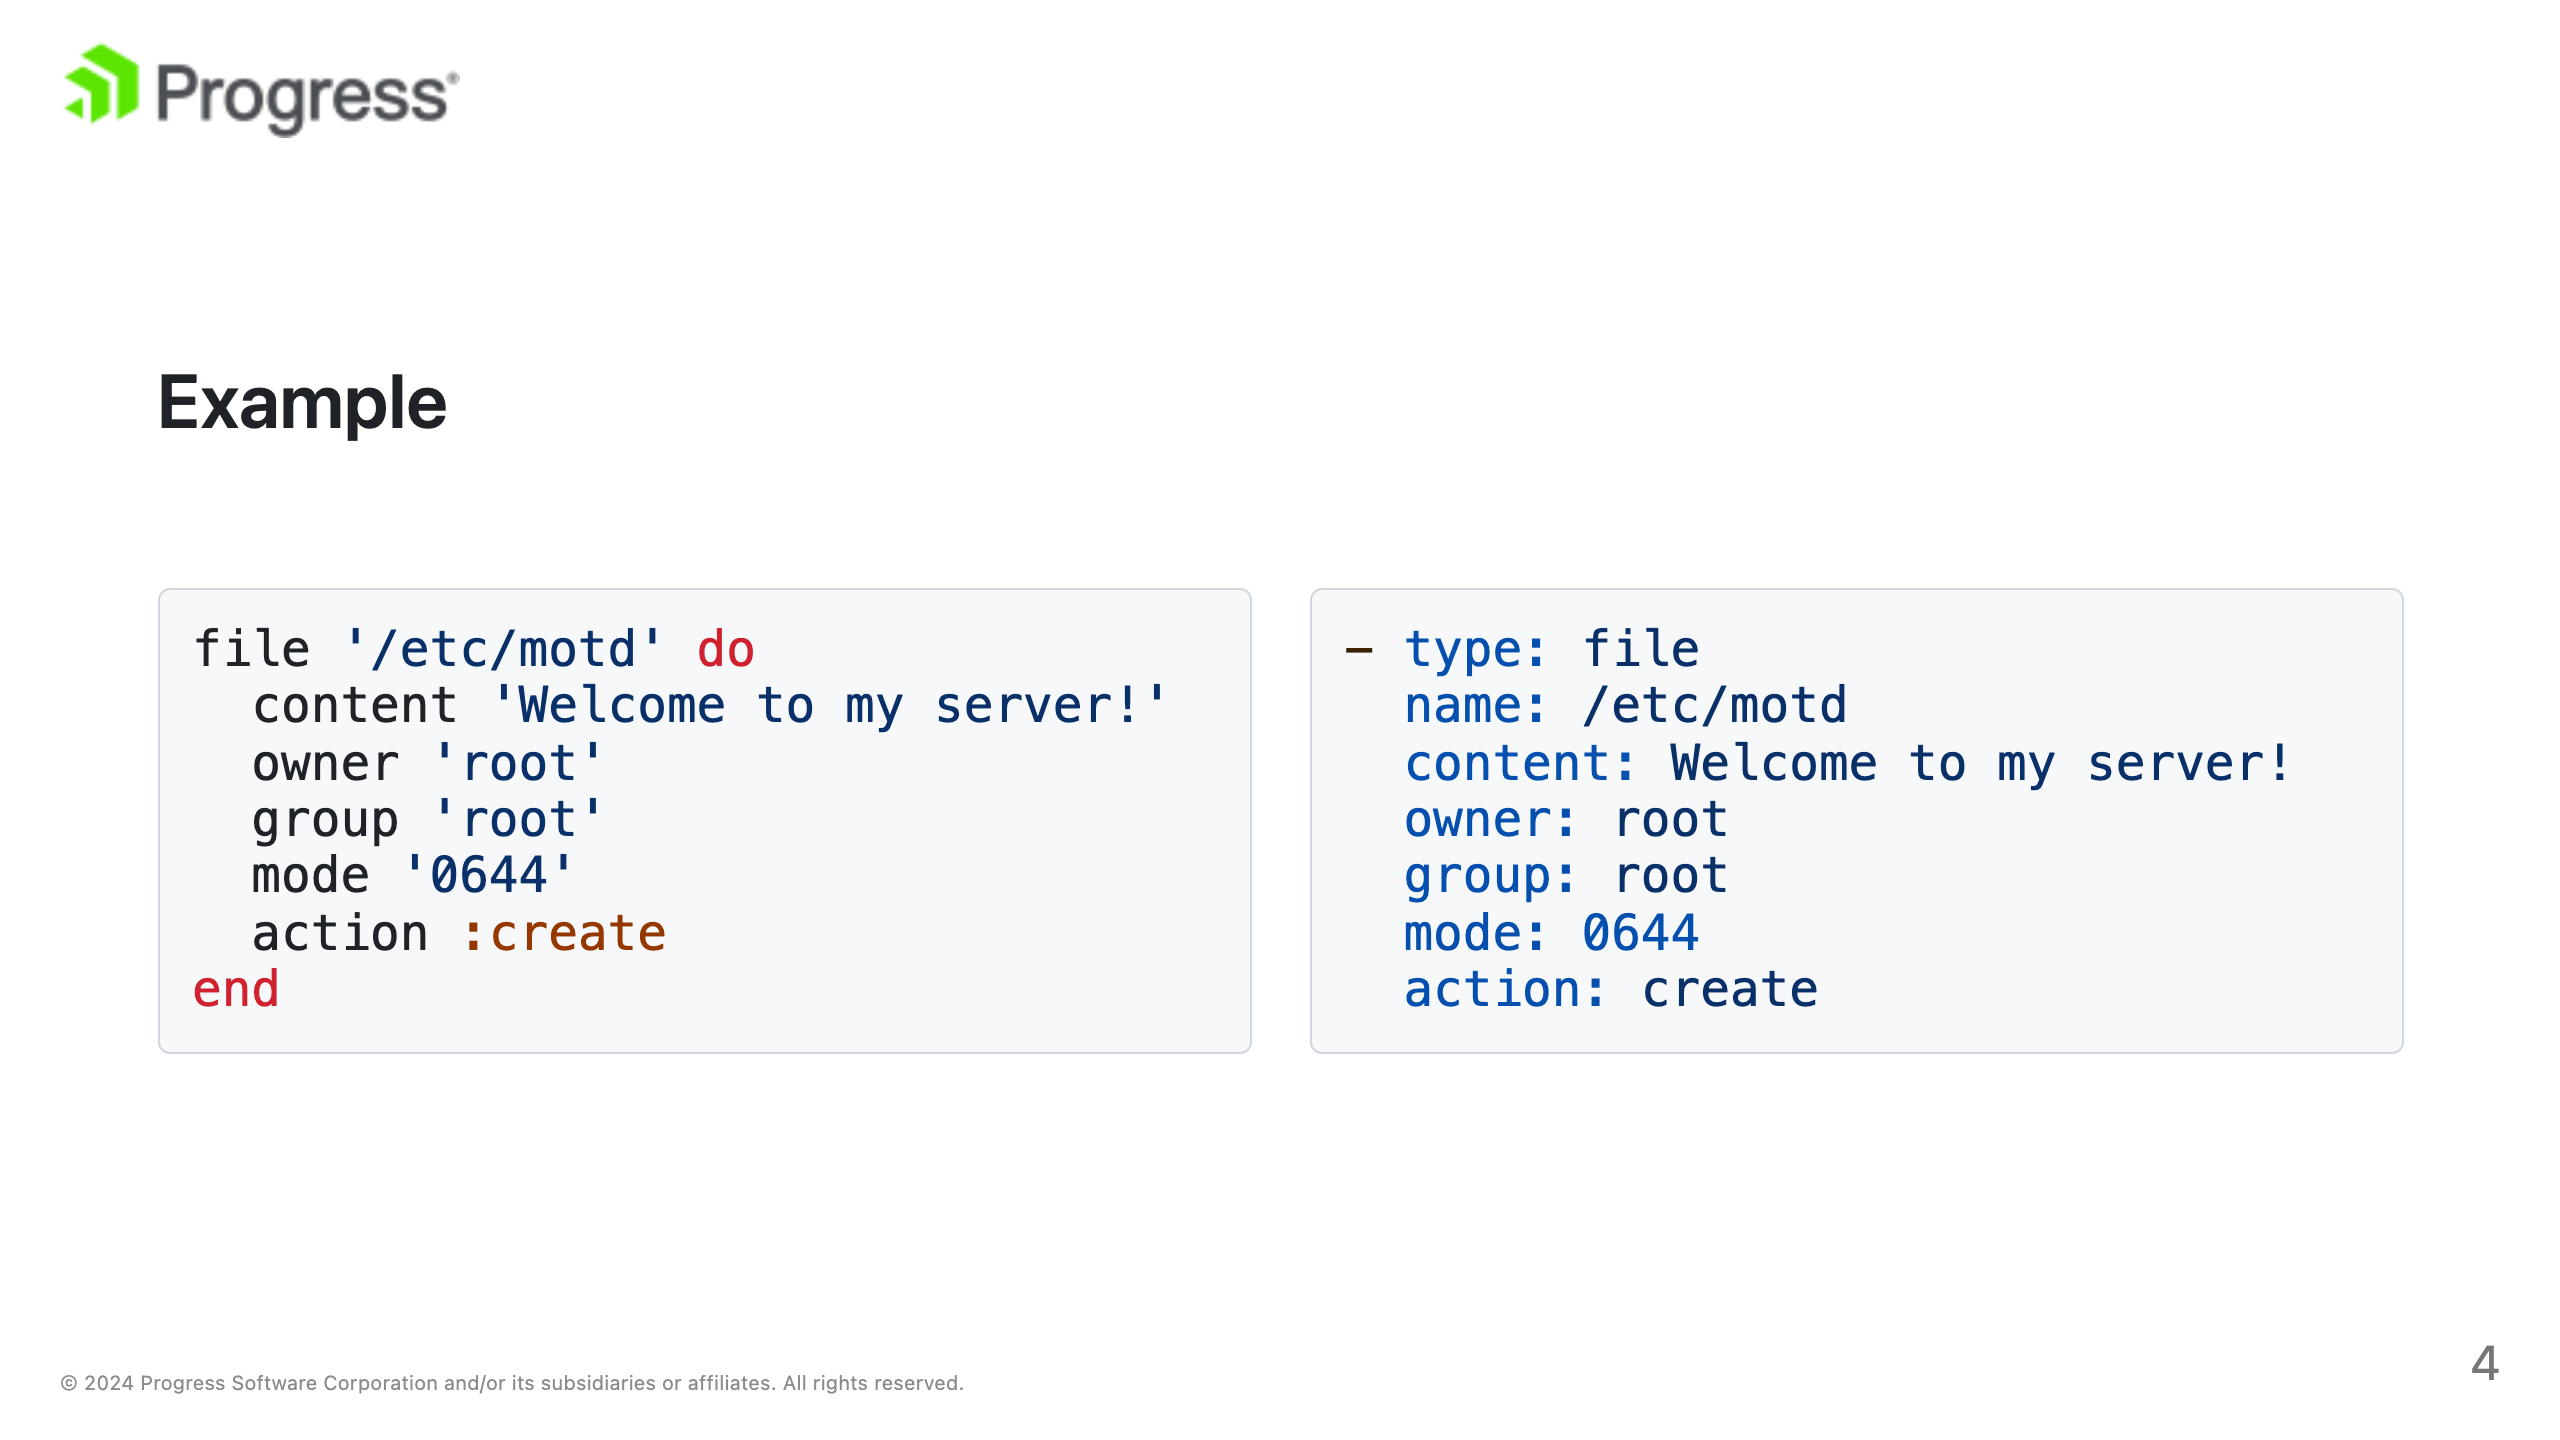 Progress®
Example
file '/etc/motd' do
  content 'Welcome to my server!'
  owner 'root'
  group 'root'
  mode '0644'
  action :create
end
- type: file
  name: /etc/motd
  content: Welcome to my server!
  owner: root
  group: root
  mode: 0644
  action: create
© 2024 Progress Software Corporation and/or its subsidiaries or affiliates. All rights reserved.
4